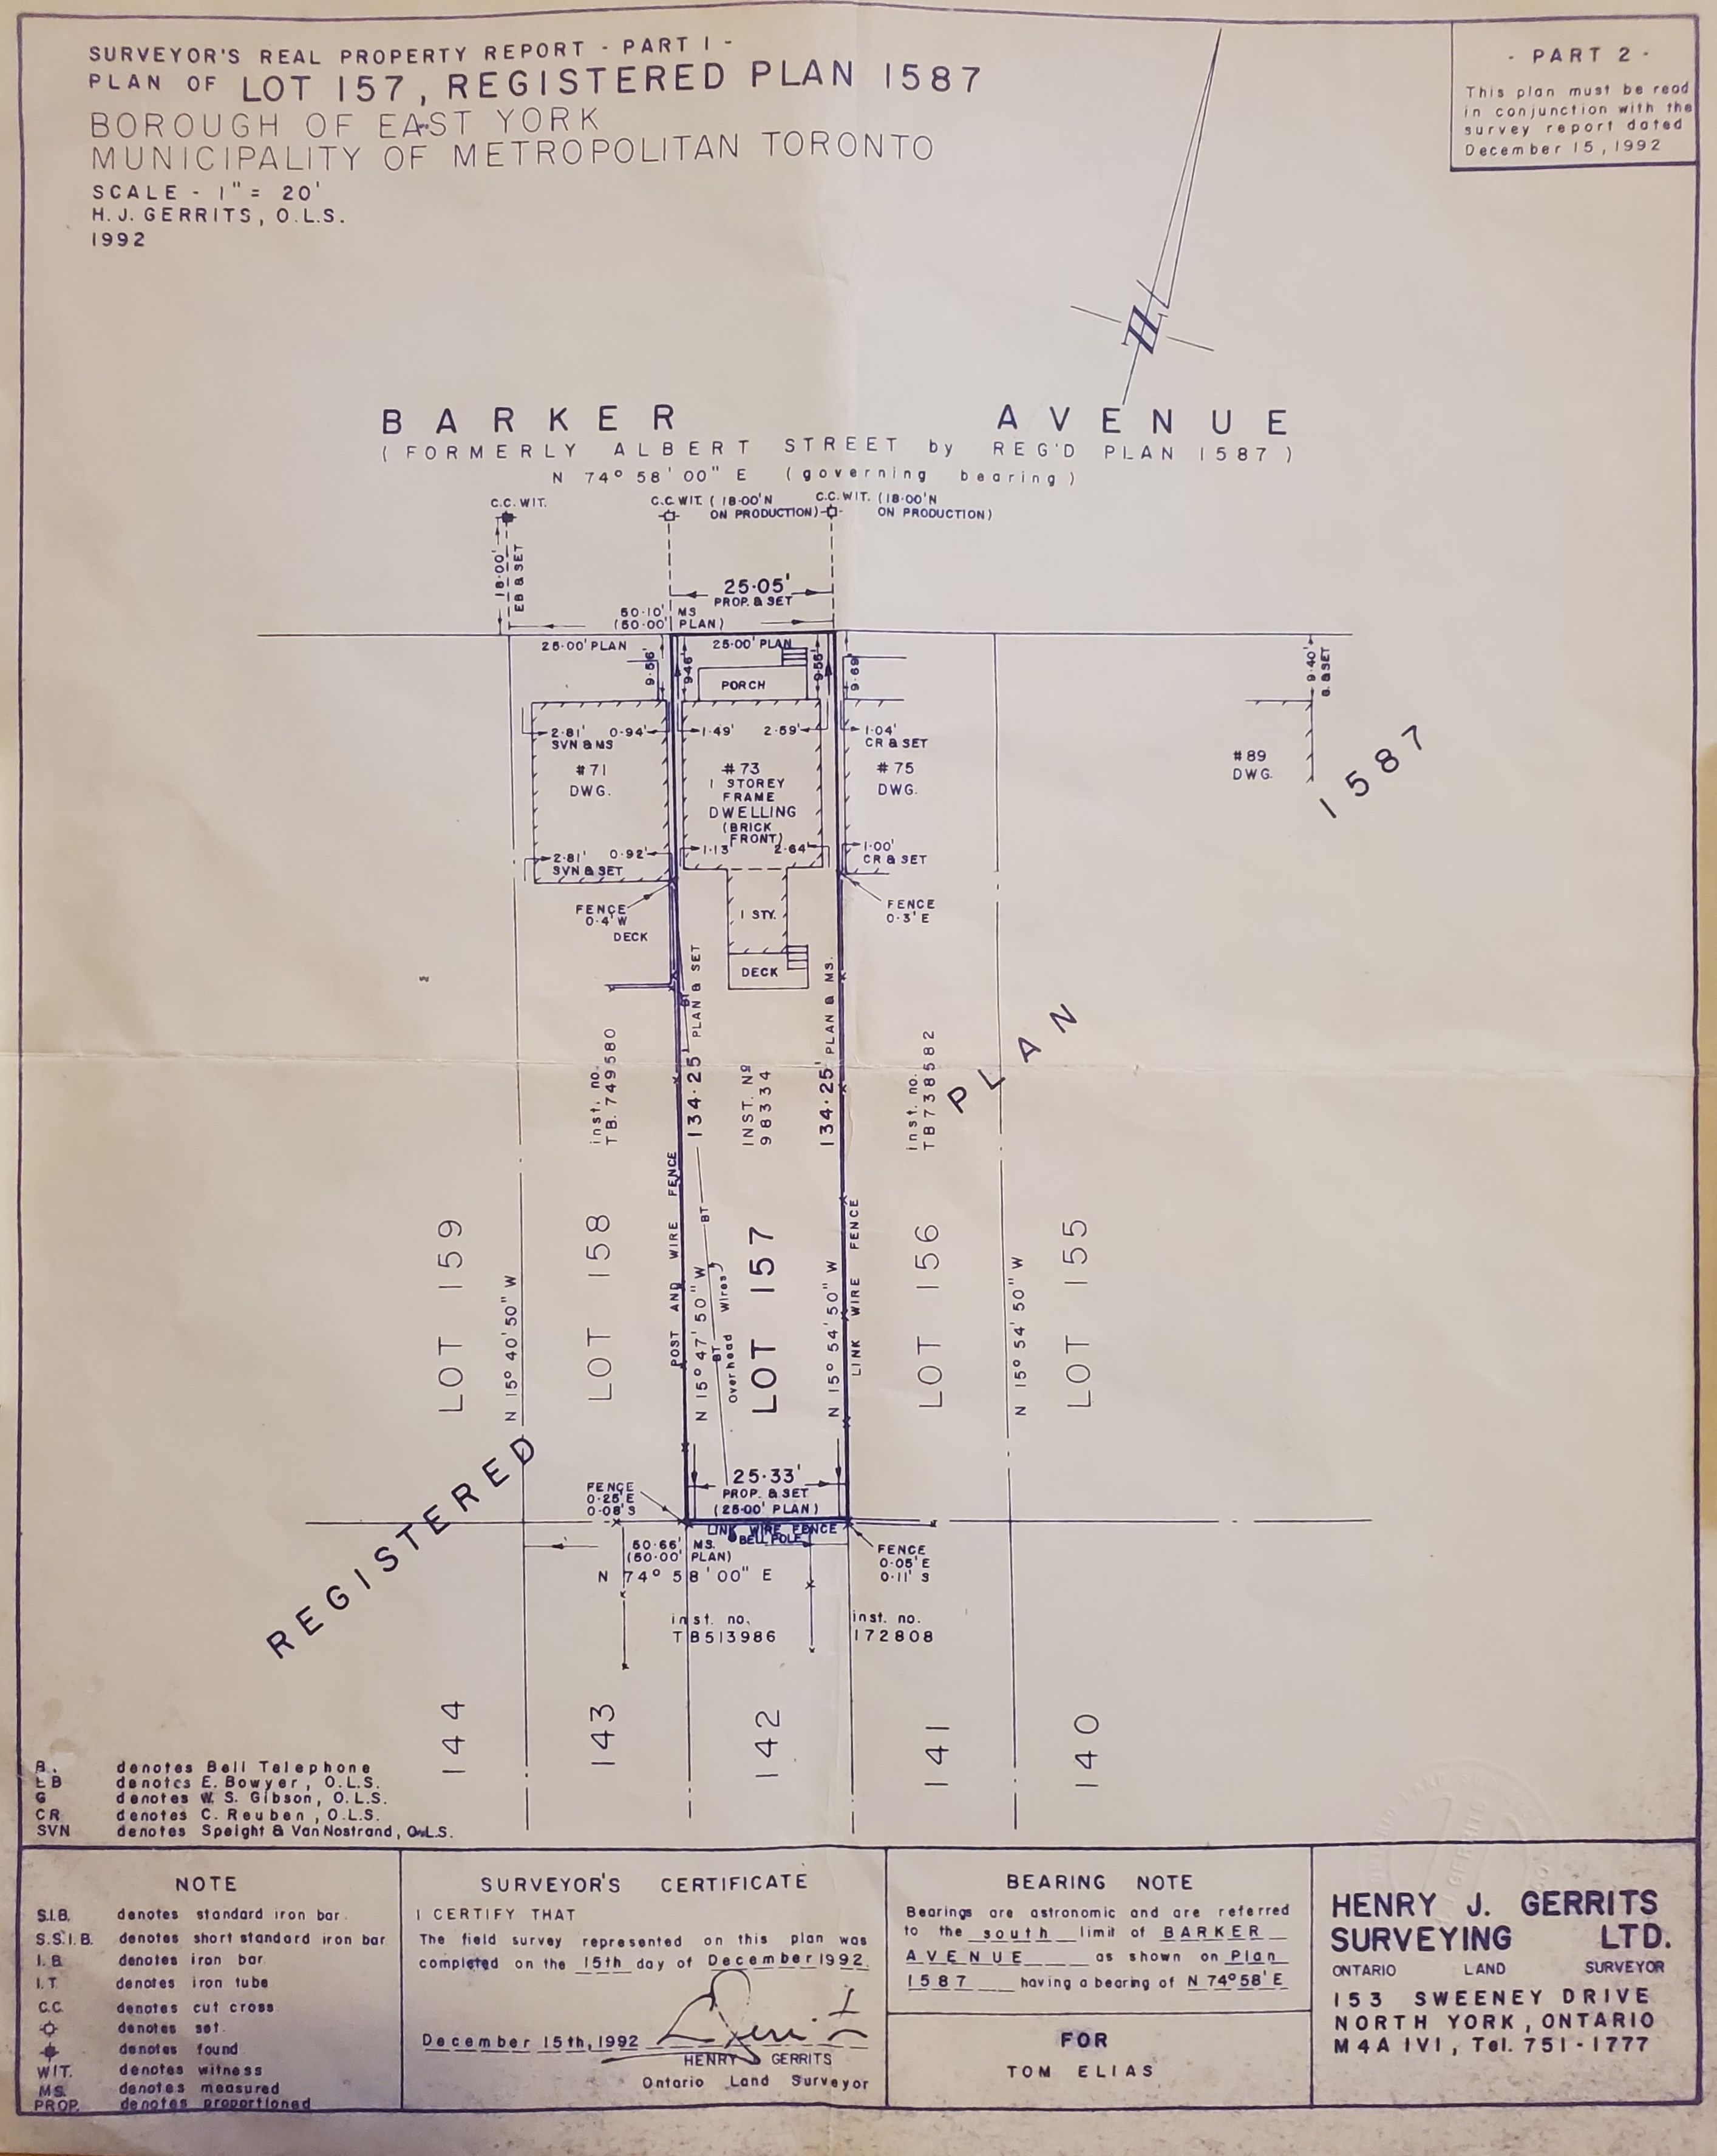 SURVEYOR'S REAL PROPERTY REPORT - PART 1 -
PLAN OF LOT 157, REGISTERED PLAN 1587
BOROUGH OF EAST YORK
MUNICIPALITY OF METROPOLITAN TORONTO
SCALE - 1" = 20'
H. J. GERRITS, O.L.S.
1992
- PART 2 -
This plan must be read
in conjunction with the
survey report dated
December 15, 1992
N
BARKER AVENUE
(FORMERLY ALBERT STREET by REG'D PLAN 1587)
N 74° 58' 00" E (governing bearing)
C.C. WIT.
C.C. WIT. (18·00'N
ON PRODUCTION)
C.C. WIT. (18·00'N
ON PRODUCTION)
18·00'
EB & SET
25·05'
PROP. & SET
50·10' MS
(50·00' PLAN)
25·00' PLAN
25·00' PLAN
9·56'
9·46'
9·55'
9·69'
9·40'
G. & SET
PORCH
2·81' 0·94'
SVN & MS
1·49' 2·59'
1·04'
CR & SET
#71
DWG.
#73
1 STOREY
FRAME
DWELLING
(BRICK
FRONT)
#75
DWG.
#89
DWG.
1587
2·81' 0·92'
SVN & SET
1·13' 2·64'
1·00'
CR & SET
FENCE
0·4' W
DECK
1 STY.
DECK
FENCE
0·3' E
134·25' PLAN & SET
134·25' PLAN & MS.
inst. no.
TB. 749580
INST. Nº
98334
inst. no.
TB738582
PLAN
POST AND WIRE FENCE
BT
BT
BT
Overhead Wires
LINK WIRE FENCE
LOT 159
N 15° 40' 50" W
LOT 158
N 15° 47' 50" W
LOT 157
N 15° 54' 50" W
LOT 156
N 15° 54' 50" W
LOT 155
REGISTERED
FENCE
0·25' E
0·08' S
25·33'
PROP. & SET
(25·00' PLAN)
LINK WIRE FENCE
BELL POLE
50·66' MS.
(50·00' PLAN)
N 74° 58' 00" E
FENCE
0·05' E
0·11' S
inst. no.
TB513986
inst. no.
172808
144
143
142
141
140
B. denotes Bell Telephone
EB denotes E. Bowyer, O.L.S.
G denotes W. S. Gibson, O.L.S.
CR denotes C. Reuben, O.L.S.
SVN denotes Speight & VanNostrand, O.L.S.
NOTE
S.I.B. denotes standard iron bar
S.S.I.B. denotes short standard iron bar
I. B. denotes iron bar
I.T. denotes iron tube
C.C. denotes cut cross
denotes set
denotes found
WIT. denotes witness
MS. denotes measured
PROP. denotes proportioned
SURVEYOR'S CERTIFICATE
I CERTIFY THAT
The field survey represented on this plan was
completed on the 15th day of December 1992.
December 15th, 1992
HENRY J GERRITS
Ontario Land Surveyor
BEARING NOTE
Bearings are astronomic and are referred
to the south limit of BARKER
AVENUE as shown on Plan
1587 having a bearing of N 74° 58' E
FOR
TOM ELIAS
HENRY J. GERRITS
SURVEYING LTD.
ONTARIO LAND SURVEYOR
153 SWEENEY DRIVE
NORTH YORK, ONTARIO
M4A 1V1, Tel. 751-1777